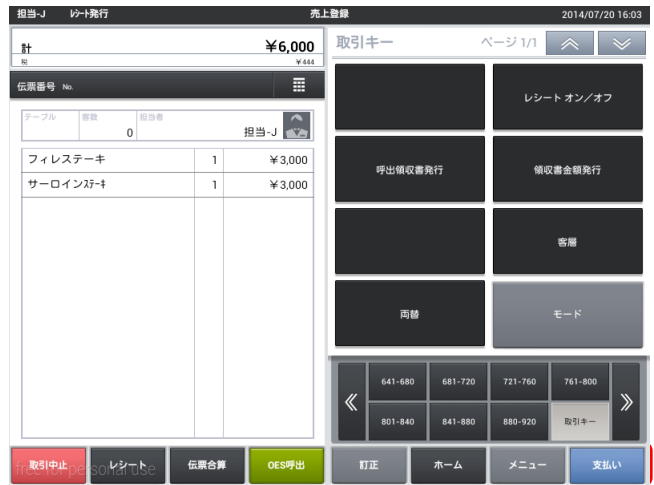 担当-J ﾚｼｰﾄ発行 売上登録 2014/07/20 16:03
計 ¥6,000
税 ¥444
伝票番号 No.
テーブル 客数 担当者
0 担当-J
フィレステーキ 1 ¥3,000
サーロインｽﾃｰｷ 1 ¥3,000
取引キー ページ 1/1
レシート オン／オフ
呼出領収書発行 領収書金額発行
客層
両替 モード
641-680 681-720 721-760 761-800
801-840 841-880 880-920 取引キー
取引中止 レシート 伝票合算 OES呼出 訂正 ホーム メニュー 支払い
free for personal use